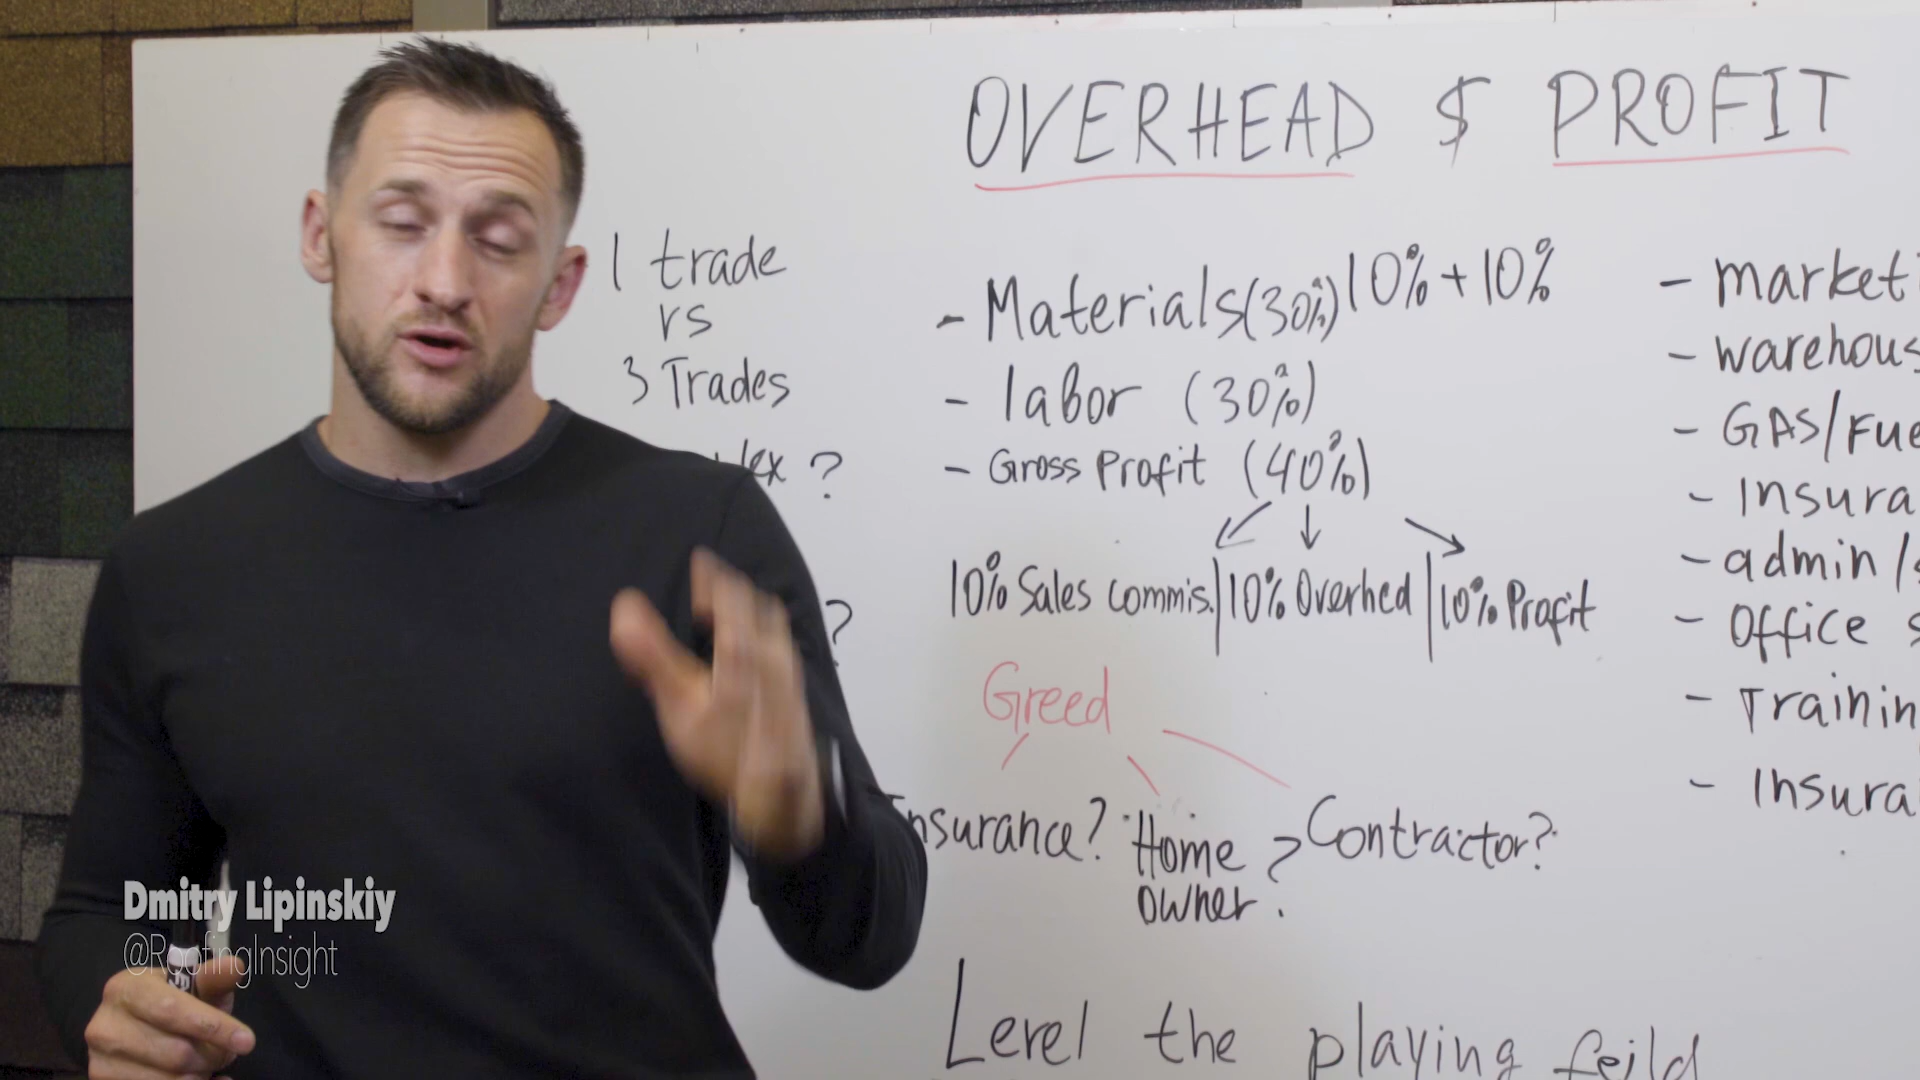 OVERHEAD $ PROFIT
1 trade
vs
3 Trades
?
?
- Materials (30%) 10% + 10%
- labor (30%)
- Gross Profit (40%)
10% Sales commis. | 10% Overhed | 10% Profit
Greed
nsurance? Home owner? Contractor?
Level the playing feild
- market
- warehous
- GAS/Fue
- Insura
- admin/
- Office s
- Trainin
- Insura
Dmitry Lipinskiy
@RoofingInsight